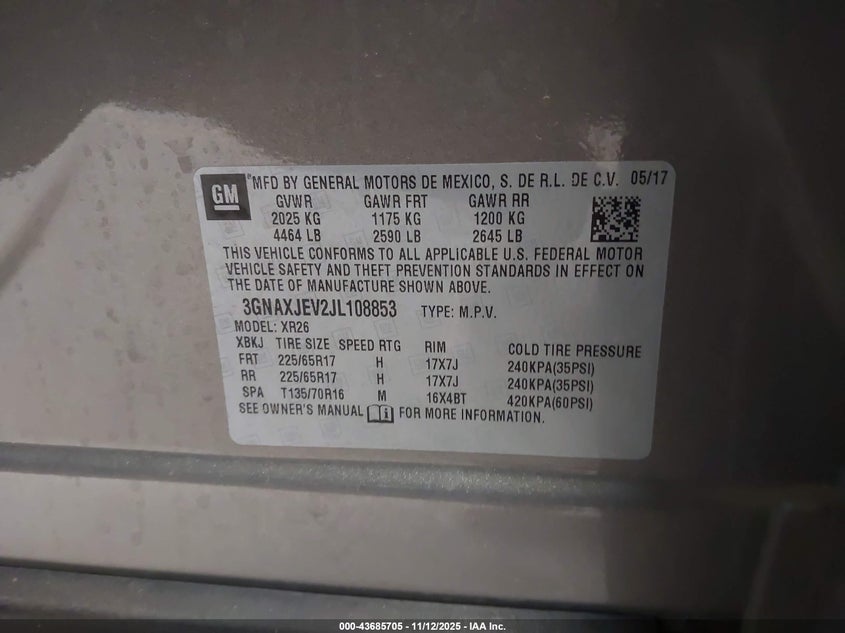 GM
MFD BY GENERAL MOTORS DE MEXICO, S. DE R.L. DE C.V. 05/17
GVWR GAWR FRT GAWR RR
2025 KG 1175 KG 1200 KG
4464 LB 2590 LB 2645 LB
THIS VEHICLE CONFORMS TO ALL APPLICABLE U.S. FEDERAL MOTOR
VEHICLE SAFETY AND THEFT PREVENTION STANDARDS IN EFFECT ON
THE DATE OF MANUFACTURE SHOWN ABOVE.
3GNAXJEV2JL108853 TYPE: M.P.V.
MODEL: XR26
XBKJ TIRE SIZE SPEED RTG RIM COLD TIRE PRESSURE
FRT 225/65R17 H 17X7J 240KPA(35PSI)
RR 225/65R17 H 17X7J 240KPA(35PSI)
SPA T135/70R16 M 16X4BT 420KPA(60PSI)
SEE OWNER'S MANUAL FOR MORE INFORMATION.
000-43685705 - 11/12/2025 - IAA Inc.